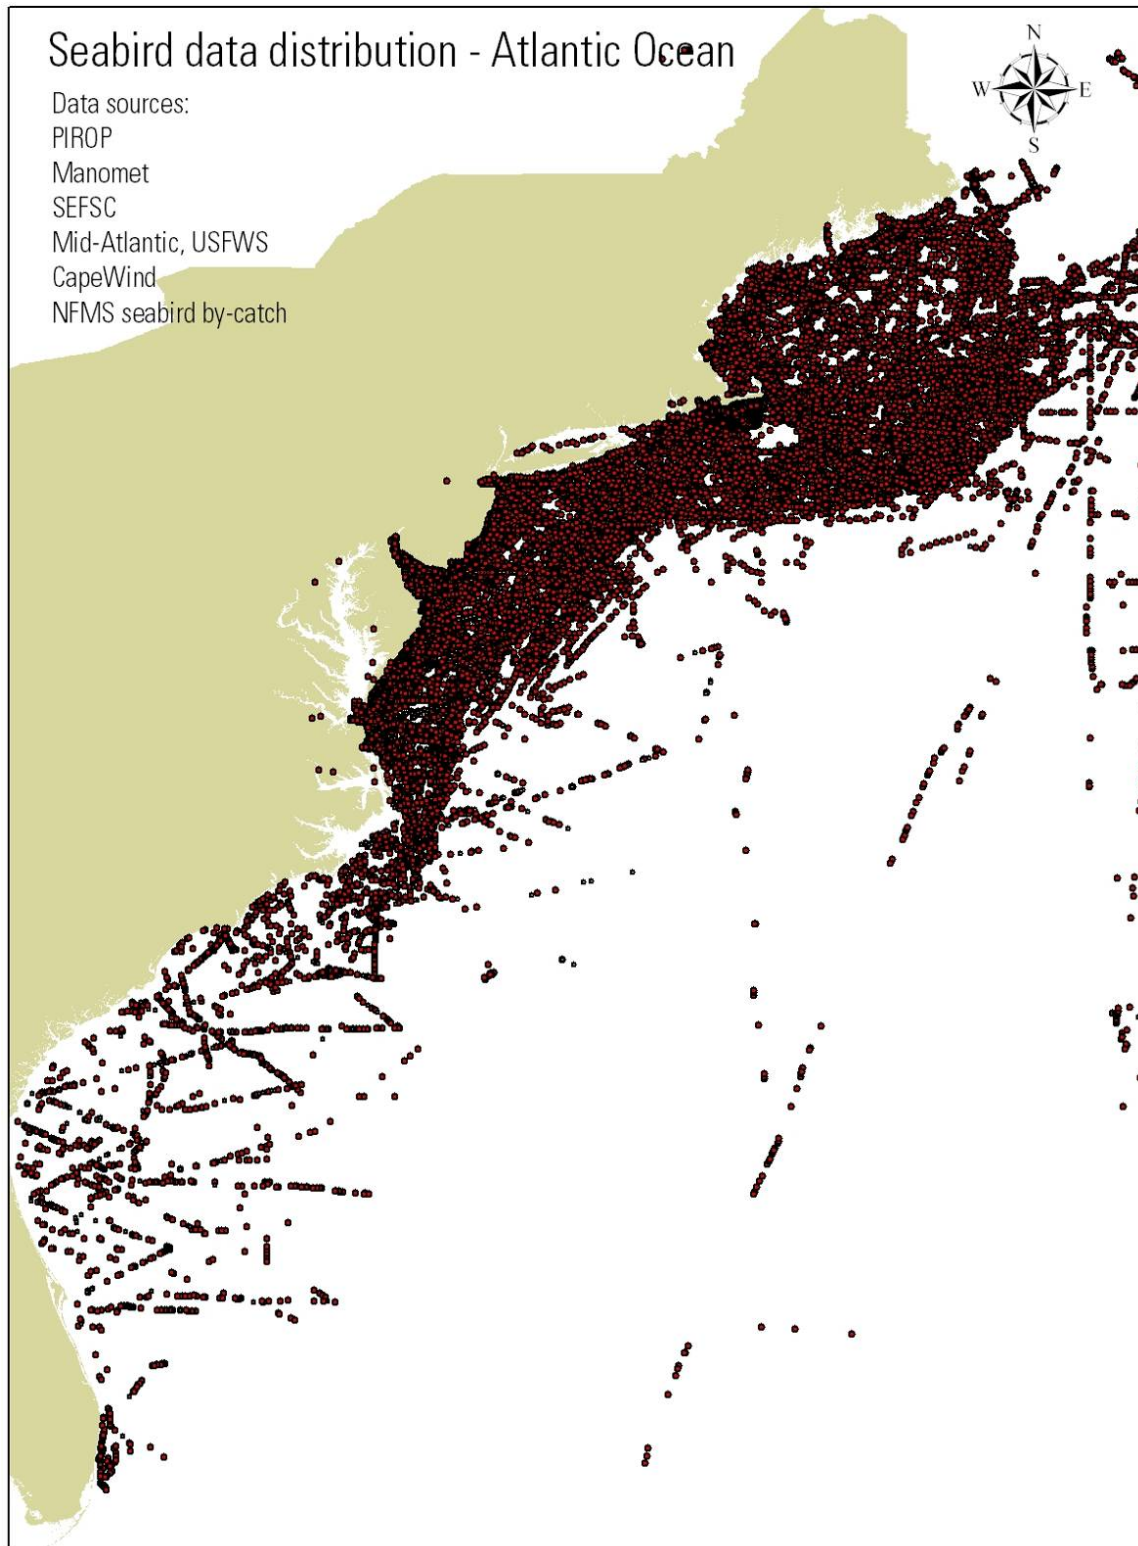 Seabird data distribution - Atlantic Ocean
Data sources:
PIROP
Manomet
SEFSC
Mid-Atlantic, USFWS
CapeWind
NFMS seabird by-catch
N
W
E
S